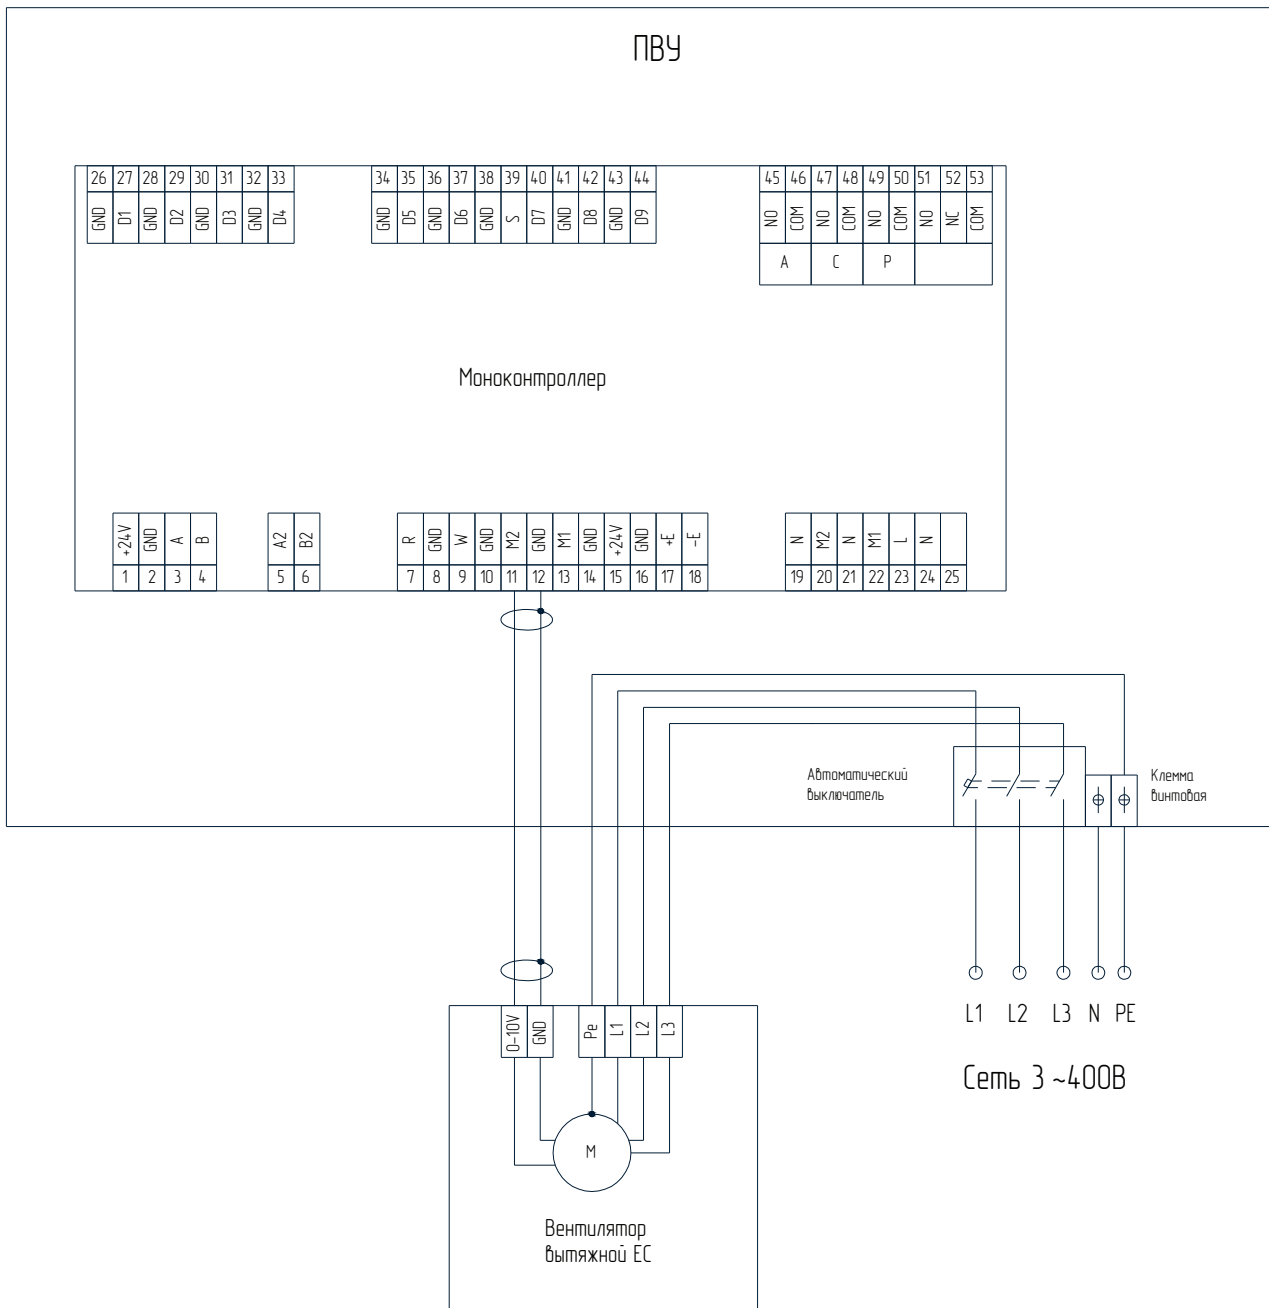 ПВУ
26 27 28 29 30 31 32 33 34 35 36 37 38 39 40 41 42 43 44 45 46 47 48 49 50 51 52 53
GND D1 GND D2 GND D3 GND D4 GND D5 GND D6 GND S D7 GND D8 GND D9 NO COM NO COM NO COM NO NC COM
A C P
Моноконтроллер
+24V GND A B A2 B2 R GND W GND M2 GND M1 GND +24V GND +E -E N M2 N M1 L N
1 2 3 4 5 6 7 8 9 10 11 12 13 14 15 16 17 18 19 20 21 22 23 24 25
Автоматический
выключатель
Клемма
винтовая
0-10V GND Pe L1 L2 L3
L1 L2 L3 N PE
Сеть 3 ~400В
М
Вентилятор
вытяжной ЕС